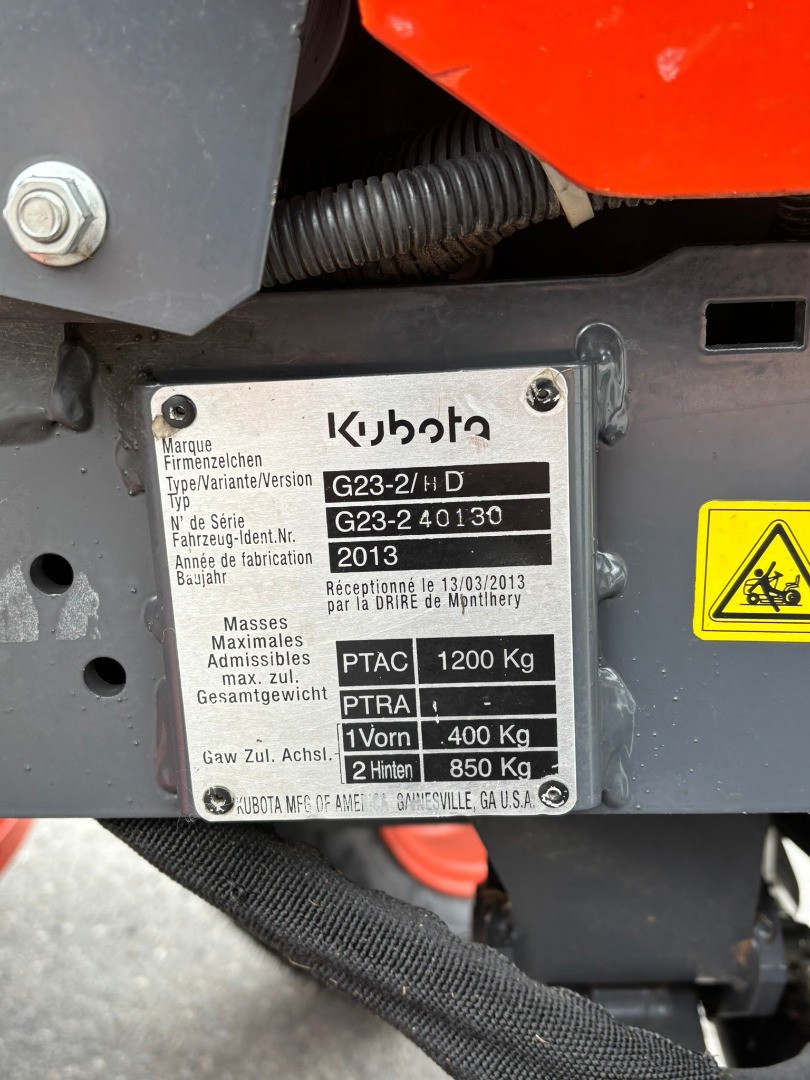 Kubota
Marque
Firmenzelchen
Type/Variante/Version
Typ
G23-2/HD
N' de Série
Fahrzeug-Ident.Nr.
G23-2 40130
Année de fabrication
Baujahr
2013
Réceptionné le 13/03/2013
par la DRIRE de Montlhery
Masses
Maximales
Admissibles
max. zul.
Gesamtgewicht
PTAC 1200 Kg
PTRA -
Gaw Zul. Achsl.
1 Vorn 400 Kg
2 Hinten 850 Kg
KUBOTA MFG OF AMERICA GAINESVILLE, GA U.S.A.